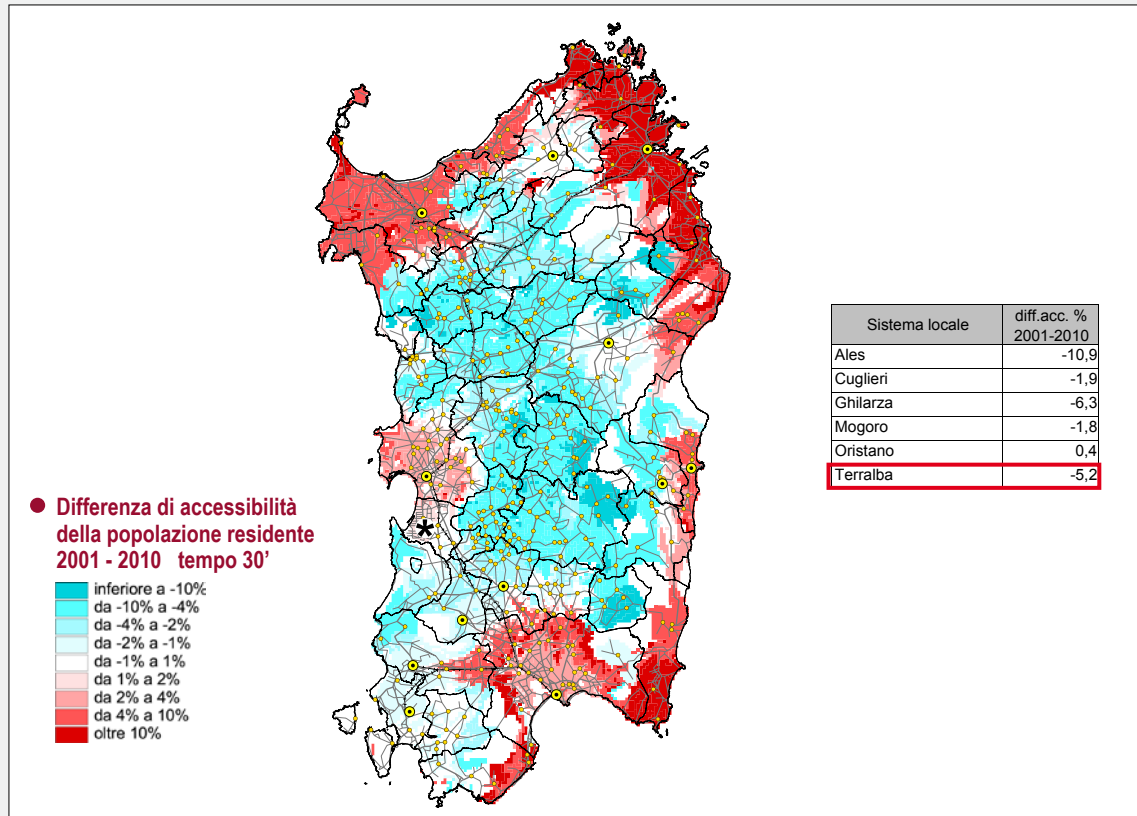 Sistema locale diff.acc. %
2001-2010
Ales -10,9
Cuglieri -1,9
Ghilarza -6,3
Mogoro -1,8
Oristano 0,4
Terralba -5,2
*
● Differenza di accessibilità
della popolazione residente
2001 - 2010 tempo 30’
inferiore a -10%
da -10% a -4%
da -4% a -2%
da -2% a -1%
da -1% a 1%
da 1% a 2%
da 2% a 4%
da 4% a 10%
oltre 10%